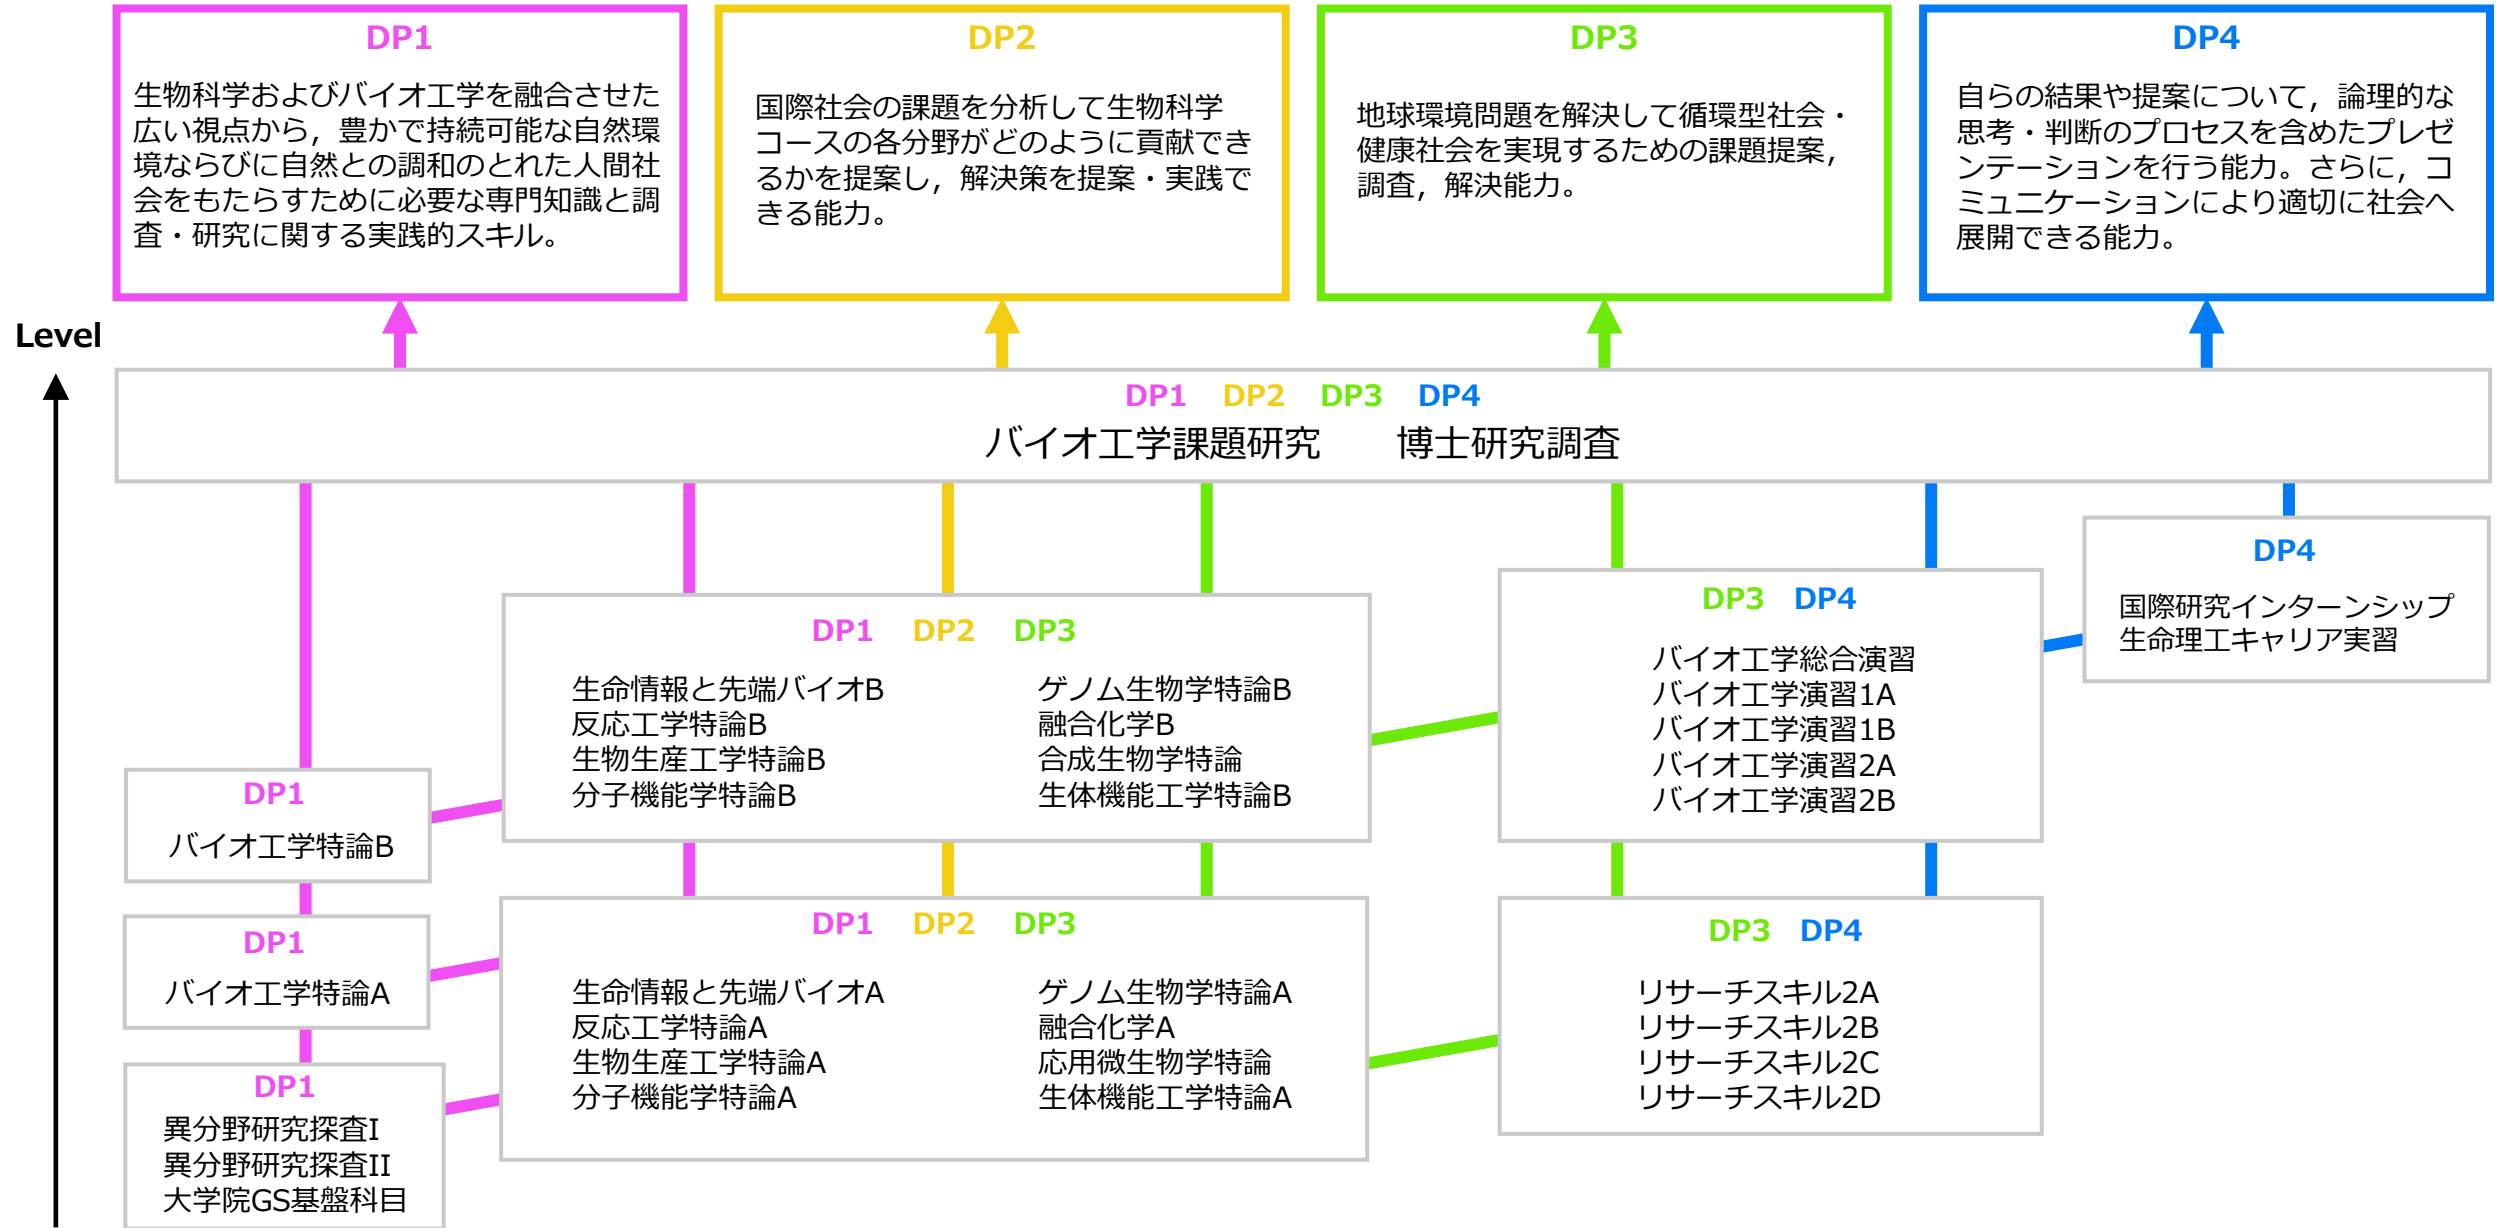 DP1
生物科学およびバイオ工学を融合させた
広い視点から，豊かで持続可能な自然環
境ならびに自然との調和のとれた人間社
会をもたらすために必要な専門知識と調
査・研究に関する実践的スキル。
DP2
国際社会の課題を分析して生物科学
コースの各分野がどのように貢献でき
るかを提案し，解決策を提案・実践で
きる能力。
DP3
地球環境問題を解決して循環型社会・
健康社会を実現するための課題提案，
調査，解決能力。
DP4
自らの結果や提案について，論理的な
思考・判断のプロセスを含めたプレゼ
ンテーションを行う能力。さらに，コ
ミュニケーションにより適切に社会へ
展開できる能力。
Level
DP1 DP2 DP3 DP4
バイオ工学課題研究 博士研究調査
DP4
国際研究インターンシップ
生命理工キャリア実習
DP3 DP4
バイオ工学総合演習
バイオ工学演習1A
バイオ工学演習1B
バイオ工学演習2A
バイオ工学演習2B
DP1 DP2 DP3
生命情報と先端バイオB
反応工学特論B
生物生産工学特論B
分子機能学特論B
ゲノム生物学特論B
融合化学B
合成生物学特論
生体機能工学特論B
DP1
バイオ工学特論B
DP1
バイオ工学特論A
DP1 DP2 DP3
生命情報と先端バイオA
反応工学特論A
生物生産工学特論A
分子機能学特論A
ゲノム生物学特論A
融合化学A
応用微生物学特論
生体機能工学特論A
DP3 DP4
リサーチスキル2A
リサーチスキル2B
リサーチスキル2C
リサーチスキル2D
DP1
異分野研究探査I
異分野研究探査II
大学院GS基盤科目